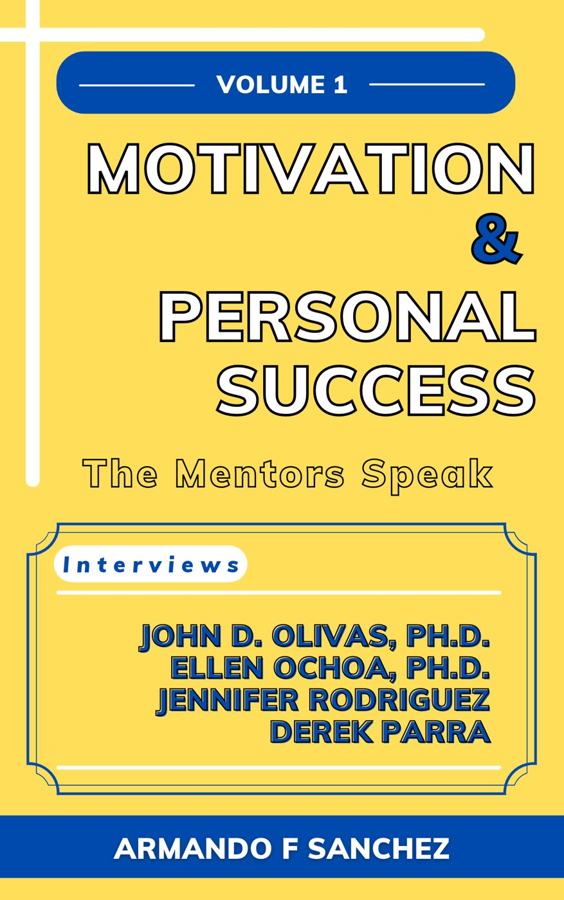 VOLUME 1
MOTIVATION
&
PERSONAL
SUCCESS
The Mentors Speak
Interviews
JOHN D. OLIVAS, PH.D.
ELLEN OCHOA, PH.D.
JENNIFER RODRIGUEZ
DEREK PARRA
ARMANDO F SANCHEZ